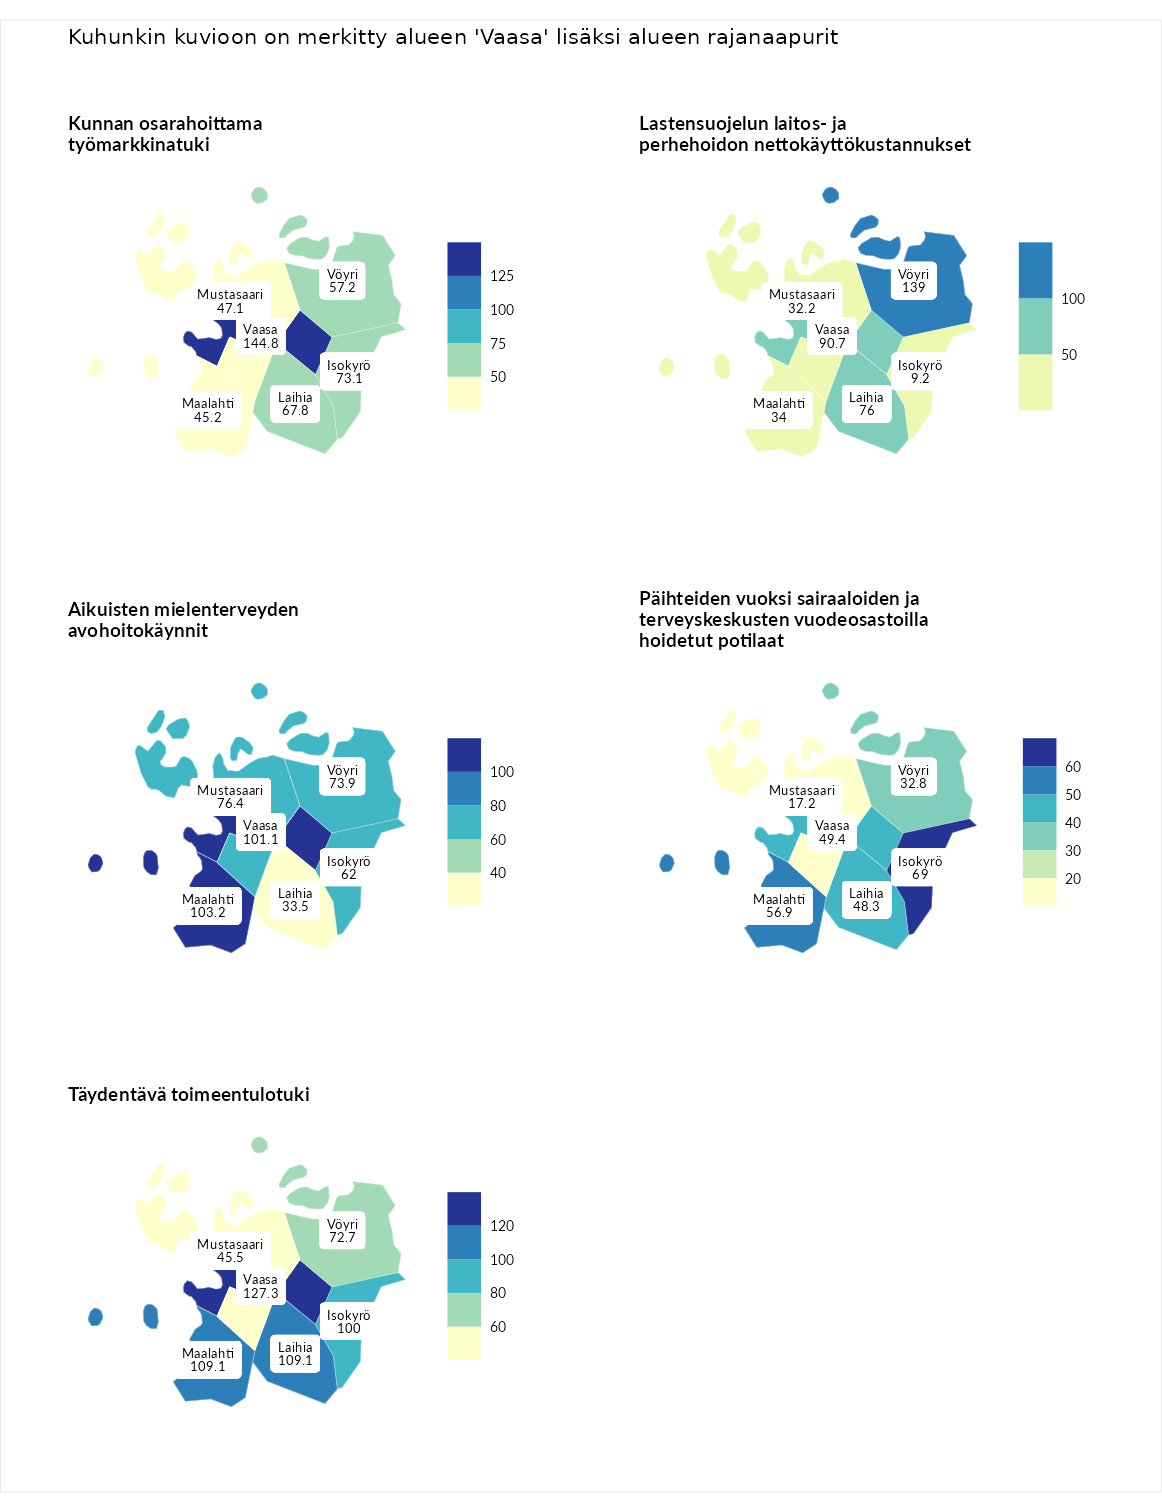 Kuhunkin kuvioon on merkitty alueen 'Vaasa' lisäksi alueen rajanaapurit
Kunnan osarahoittama
työmarkkinatuki
Vöyri
57.2
Mustasaari
47.1
Vaasa
144.8
Isokyrö
73.1
Laihia
67.8
Maalahti
45.2
125
100
75
50
Lastensuojelun laitos- ja
perhehoidon nettokäyttökustannukset
Vöyri
139
Mustasaari
32.2
Vaasa
90.7
Isokyrö
9.2
Laihia
76
Maalahti
34
100
50
Aikuisten mielenterveyden
avohoitokäynnit
Vöyri
73.9
Mustasaari
76.4
Vaasa
101.1
Isokyrö
62
Laihia
33.5
Maalahti
103.2
100
80
60
40
Päihteiden vuoksi sairaaloiden ja
terveyskeskusten vuodeosastoilla
hoidetut potilaat
Vöyri
32.8
Mustasaari
17.2
Vaasa
49.4
Isokyrö
69
Laihia
48.3
Maalahti
56.9
60
50
40
30
20
Täydentävä toimeentulotuki
Vöyri
72.7
Mustasaari
45.5
Vaasa
127.3
Isokyrö
100
Laihia
109.1
Maalahti
109.1
120
100
80
60